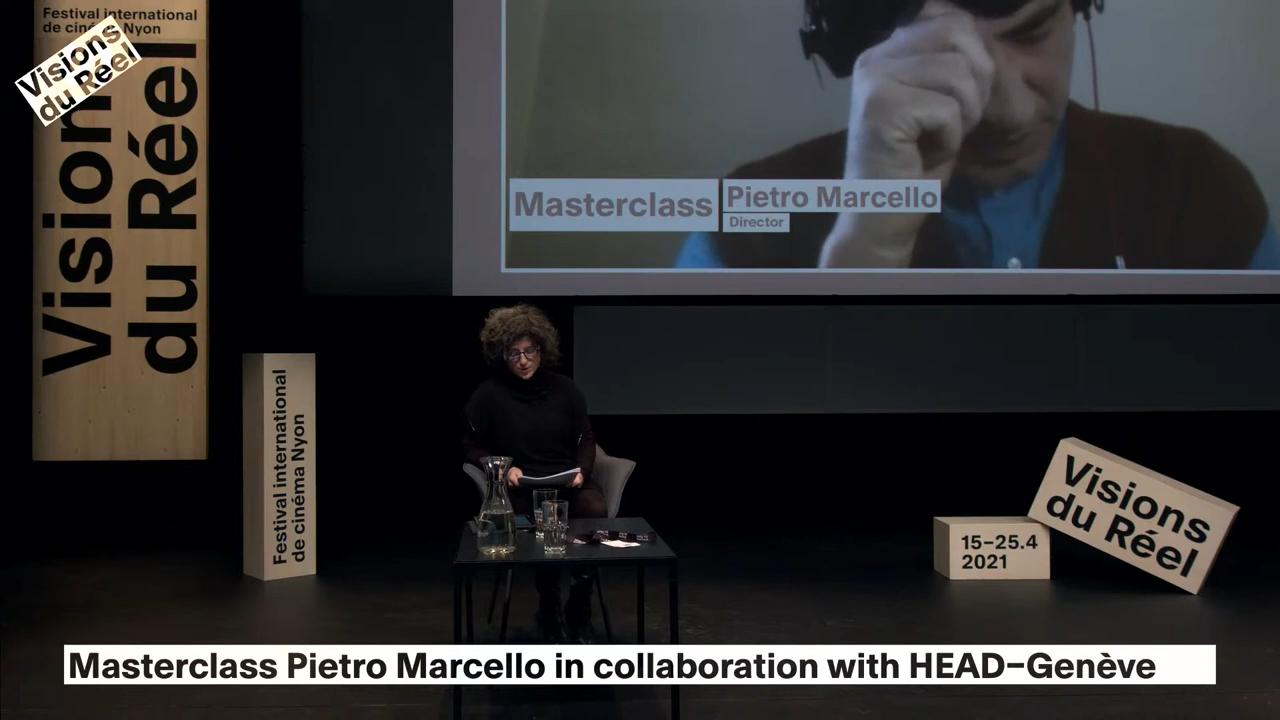 Festival international
de cinéma Nyon
Visions
du Réel
Visions
du Réel
Masterclass
Pietro Marcello
Director
Festival international
de cinéma Nyon
Visions
du Réel
15–25.4
2021
Masterclass Pietro Marcello in collaboration with HEAD–Genève